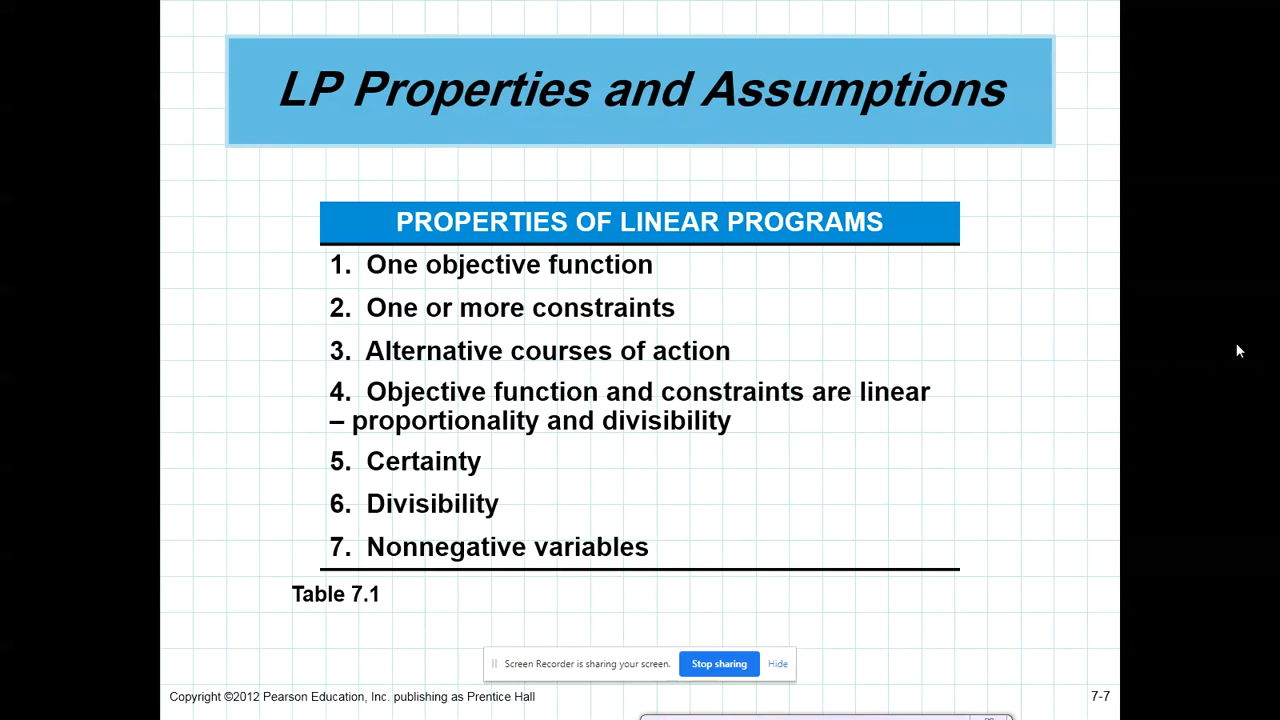 LP Properties and Assumptions
PROPERTIES OF LINEAR PROGRAMS
1. One objective function
2. One or more constraints
3. Alternative courses of action
4. Objective function and constraints are linear
– proportionality and divisibility
5. Certainty
6. Divisibility
7. Nonnegative variables
Table 7.1
Screen Recorder is sharing your screen. Stop sharing Hide
Copyright ©2012 Pearson Education, Inc. publishing as Prentice Hall 7-7